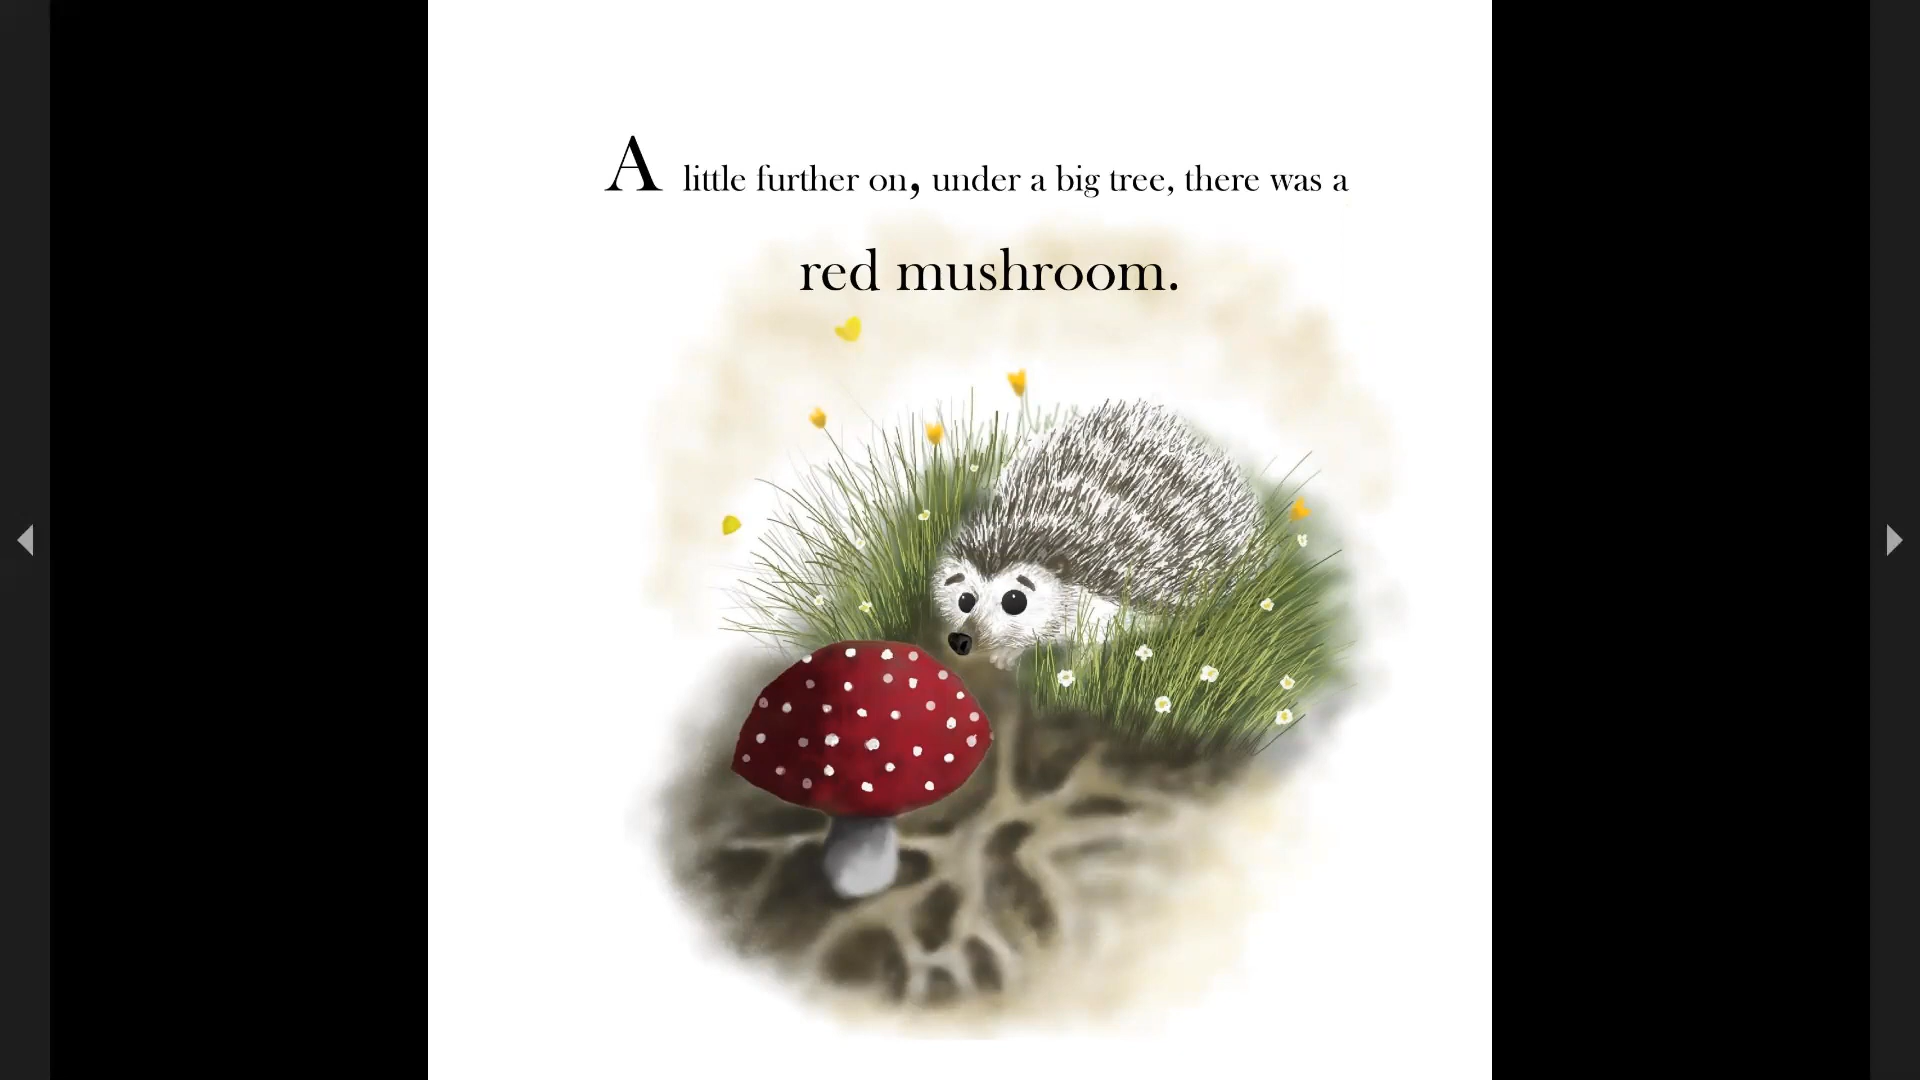 A little further on, under a big tree, there was a
red mushroom.